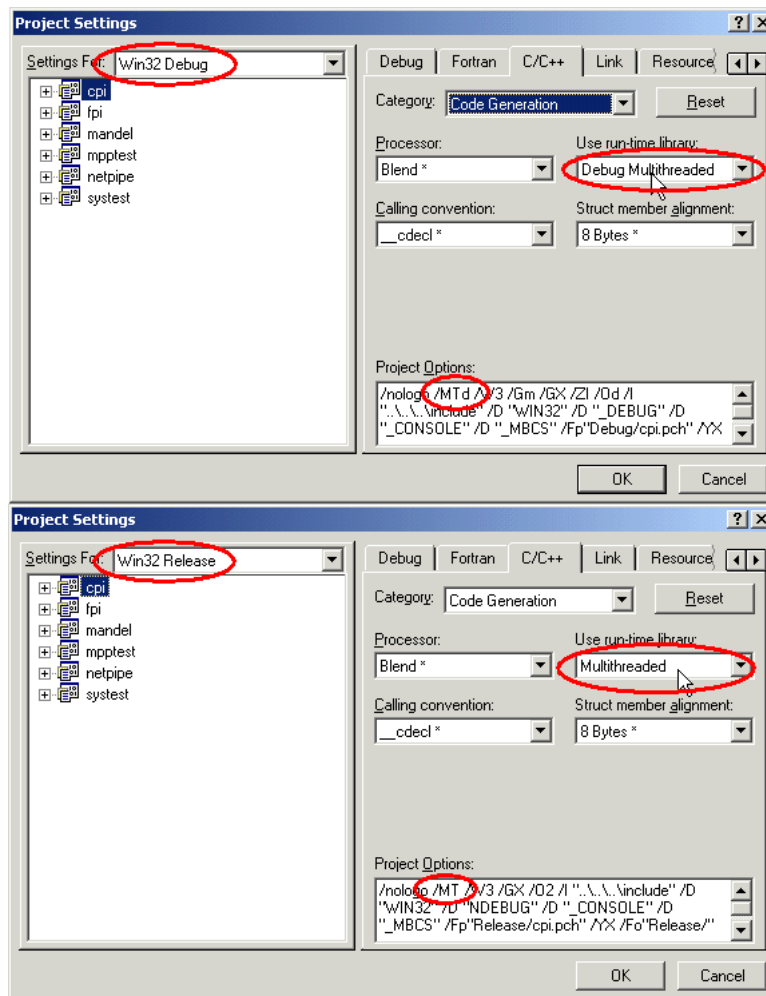 Project Settings
Settings For: Win32 Debug
cpi
fpi
mandel
mpptest
netpipe
systest
Debug Fortran C/C++ Link Resource
Category: Code Generation Reset
Processor: Use run-time library:
Blend * Debug Multithreaded
Calling convention: Struct member alignment:
__cdecl * 8 Bytes *
Project Options:
/nologo /MTd /W3 /Gm /GX /ZI /Od /I
"..\..\..\include" /D "WIN32" /D "_DEBUG" /D
"_CONSOLE" /D "_MBCS" /Fp"Debug/cpi.pch" /YX
OK Cancel
Project Settings
Settings For: Win32 Release
cpi
fpi
mandel
mpptest
netpipe
systest
Debug Fortran C/C++ Link Resource
Category: Code Generation Reset
Processor: Use run-time library:
Blend * Multithreaded
Calling convention: Struct member alignment:
__cdecl * 8 Bytes *
Project Options:
/nologo /MT /W3 /GX /O2 /I "..\..\..\include" /D
"WIN32" /D "NDEBUG" /D "_CONSOLE" /D
"_MBCS" /Fp"Release/cpi.pch" /YX /Fo"Release/"
OK Cancel